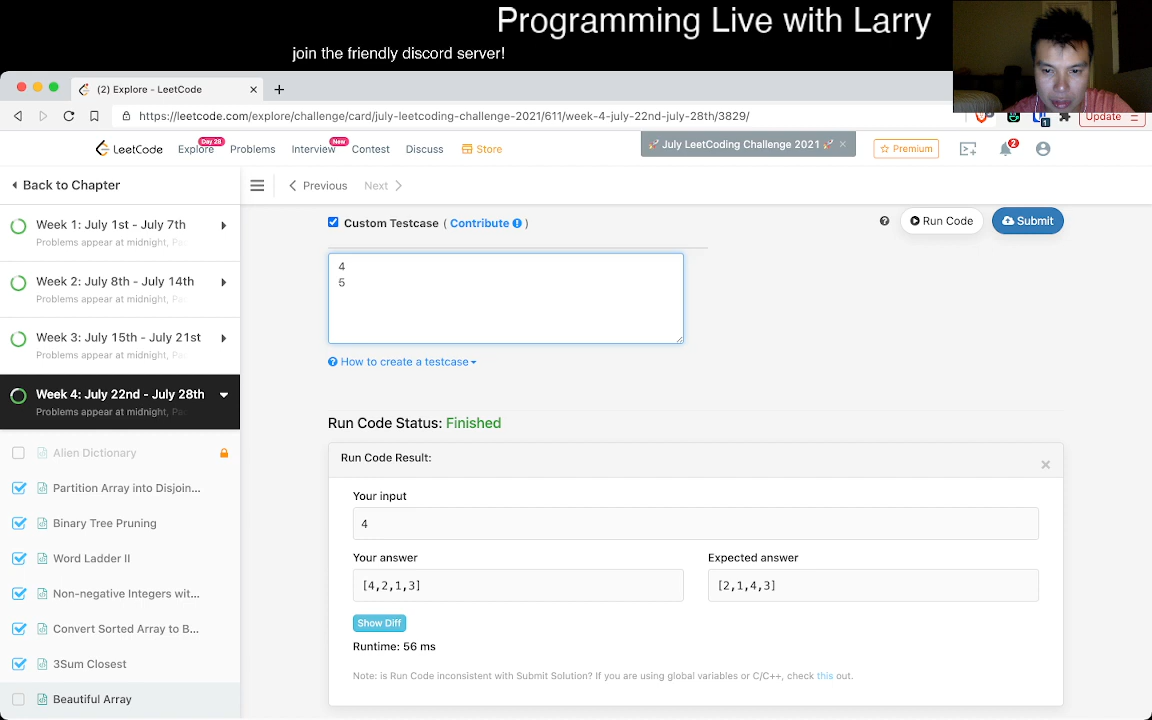 Programming Live with Larry
join the friendly discord server!
(2) Explore - LeetCode
https://leetcode.com/explore/challenge/card/july-leetcoding-challenge-2021/611/week-4-july-22nd-july-28th/3829/
1
Update
LeetCode
Explore
Day 28
Problems
Interview
New
Contest
Discuss
Store
July LeetCoding Challenge 2021
Premium
2
Back to Chapter
Previous
Next
Week 1: July 1st - July 7th
Problems appear at midnight, Pa
Week 2: July 8th - July 14th
Problems appear at midnight, Pa
Week 3: July 15th - July 21st
Problems appear at midnight, Pa
Week 4: July 22nd - July 28th
Problems appear at midnight, Pa
Alien Dictionary
Partition Array into Disjoin...
Binary Tree Pruning
Word Ladder II
Non-negative Integers wit...
Convert Sorted Array to B...
3Sum Closest
Beautiful Array
Custom Testcase ( Contribute )
Run Code
Submit
4
5
How to create a testcase
Run Code Status: Finished
Run Code Result:
Your input
4
Your answer
[4,2,1,3]
Expected answer
[2,1,4,3]
Show Diff
Runtime: 56 ms
Note: is Run Code inconsistent with Submit Solution? If you are using global variables or C/C++, check this out.